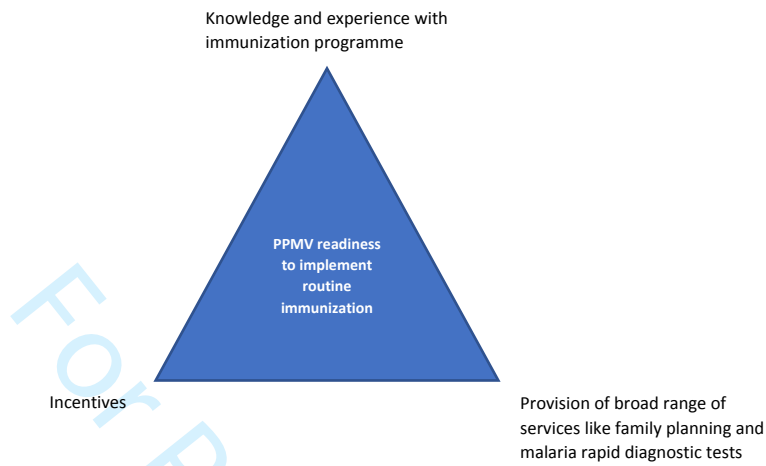 Knowledge and experience with
immunization programme
PPMV readiness
to implement
routine
immunization
Incentives
Provision of broad range of
services like family planning and
malaria rapid diagnostic tests
For